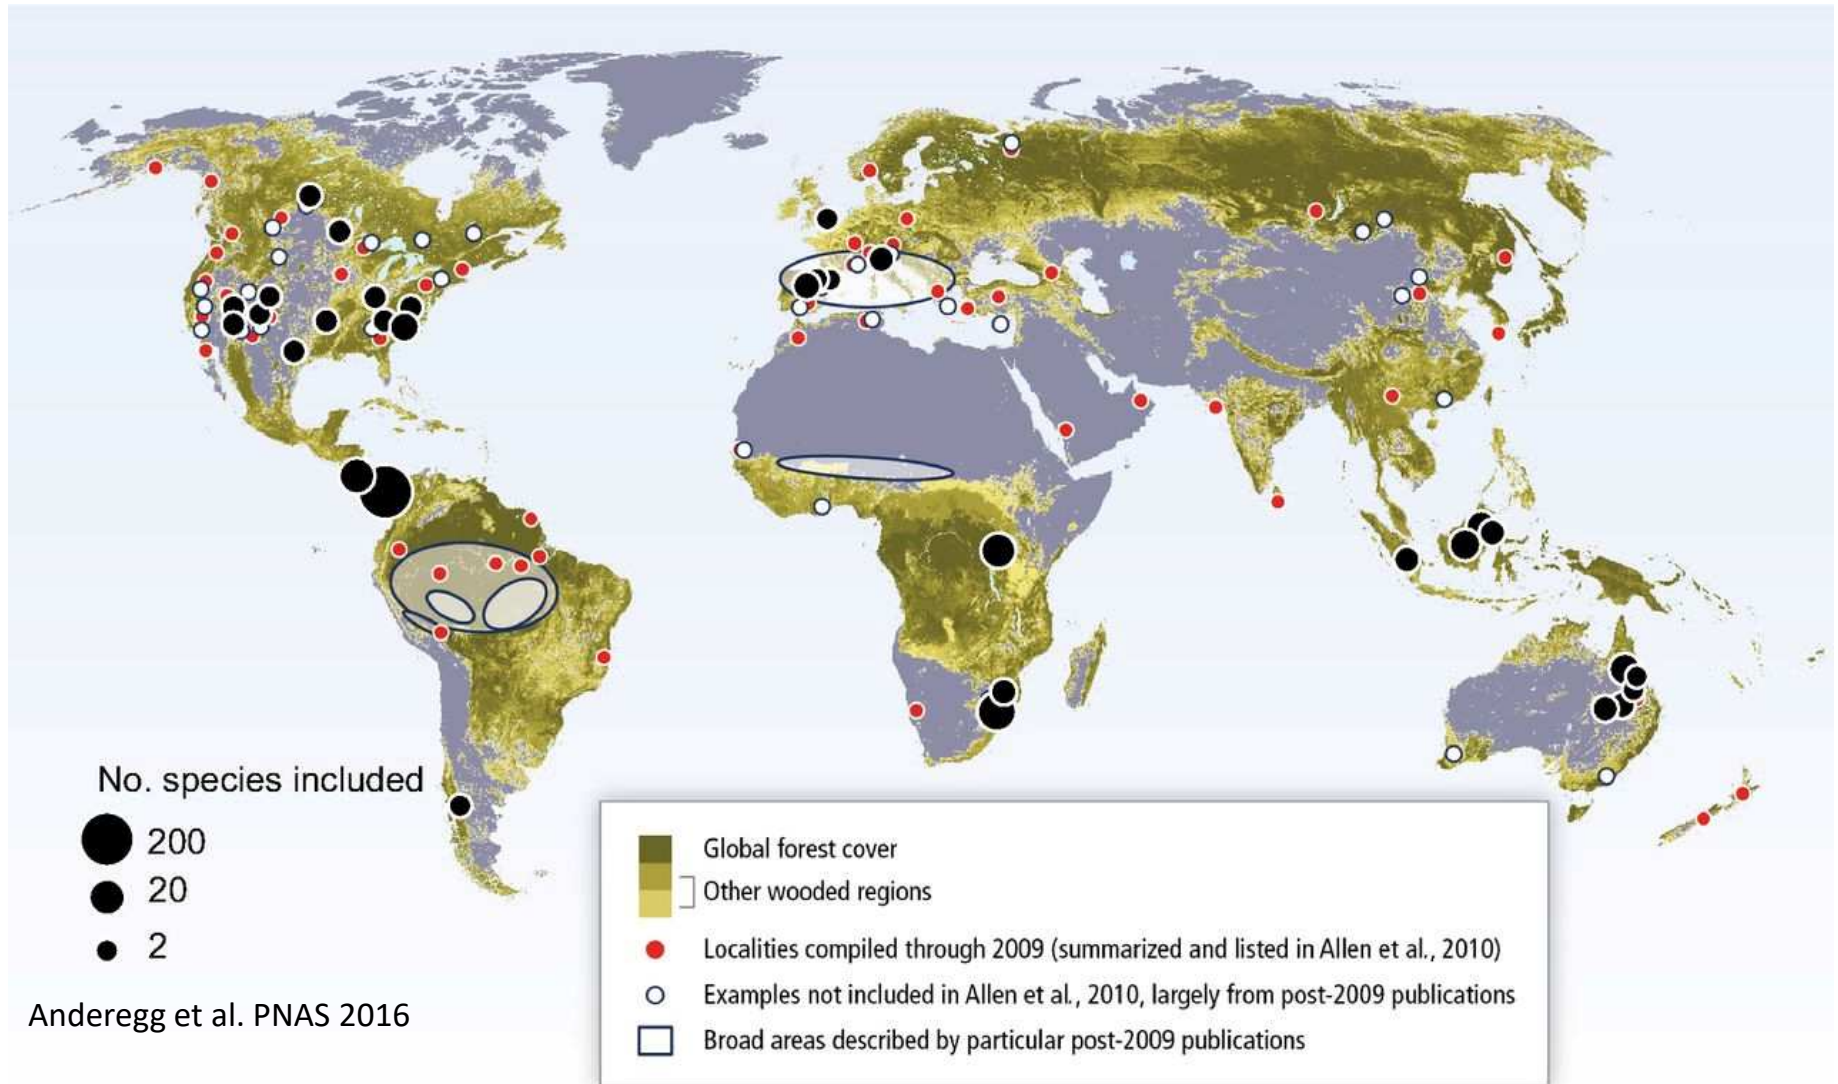 No. species included
200
20
2
Anderegg et al. PNAS 2016
Global forest cover
Other wooded regions
Localities compiled through 2009 (summarized and listed in Allen et al., 2010)
Examples not included in Allen et al., 2010, largely from post-2009 publications
Broad areas described by particular post-2009 publications